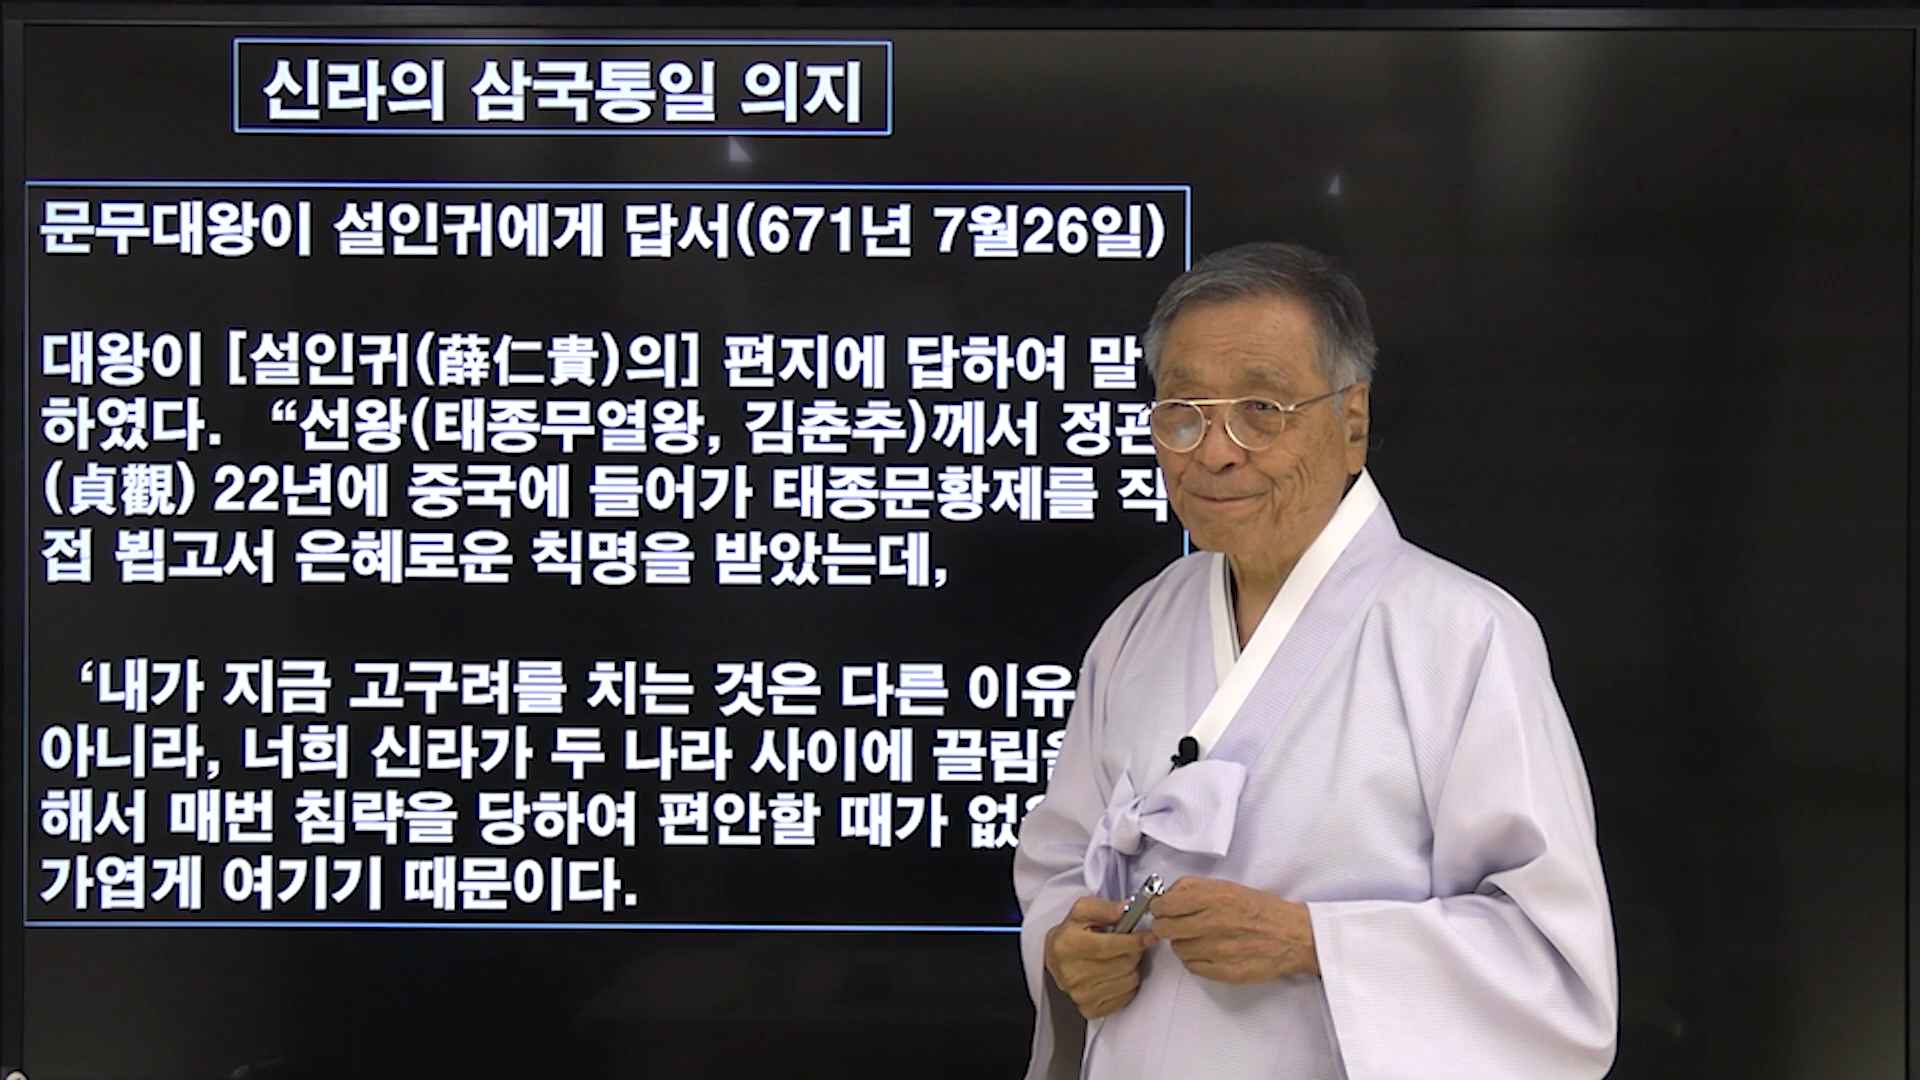 신라의 삼국통일 의지
문무대왕이 설인귀에게 답서(671년 7월26일)
대왕이 [설인귀(薛仁貴)의] 편지에 답하여 말
하였다. “선왕(태종무열왕, 김춘추)께서 정관
(貞觀) 22년에 중국에 들어가 태종문황제를 직
접 뵙고서 은혜로운 칙명을 받았는데,
‘내가 지금 고구려를 치는 것은 다른 이유
아니라, 너희 신라가 두 나라 사이에 끌림을
해서 매번 침략을 당하여 편안할 때가 
가엽게 여기기 때문이다.